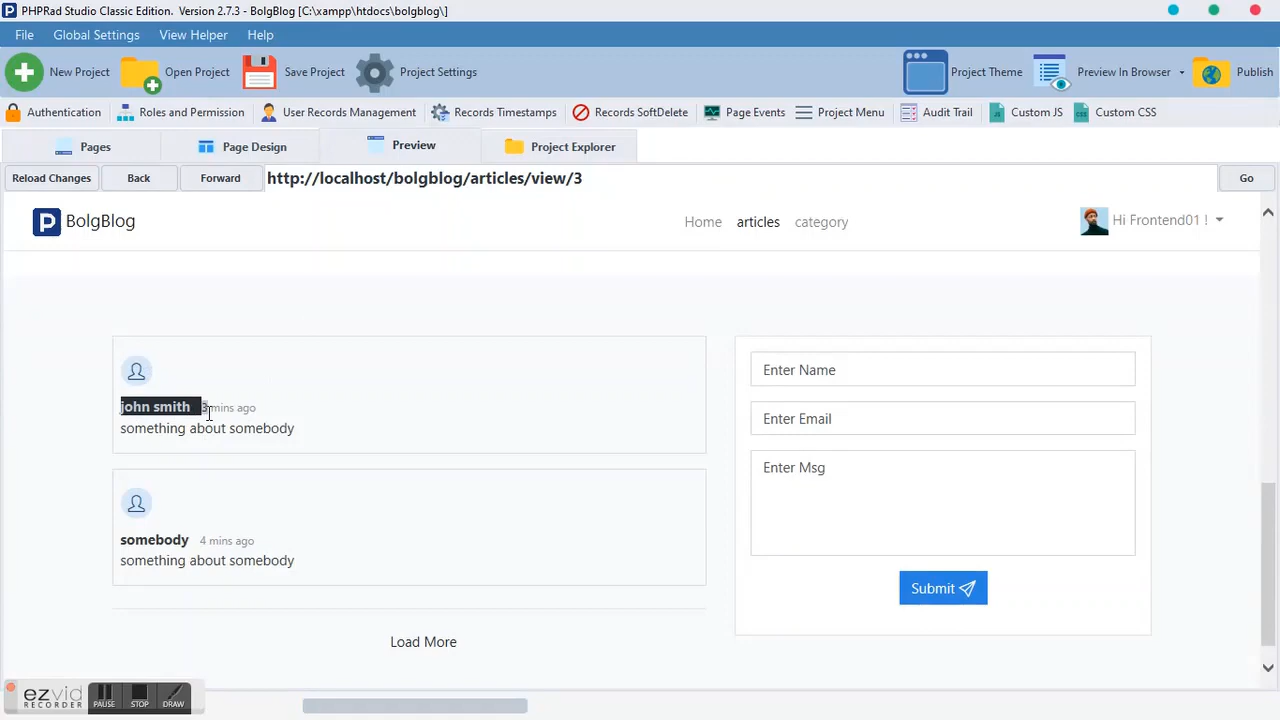 PHPRad Studio Classic Edition. Version 2.7.3 - BolgBlog [C:\xampp\htdocs\bolgblog\]
File Global Settings View Helper Help
New Project Open Project Save Project Project Settings Project Theme Preview In Browser Publish
Authentication Roles and Permission User Records Management Records Timestamps Records SoftDelete Page Events Project Menu Audit Trail Custom JS Custom CSS
Pages Page Design Preview Project Explorer
Reload Changes Back Forward http://localhost/bolgblog/articles/view/3 Go
P BolgBlog Home articles category Hi Frontend01 !
john smith 3 mins ago
something about somebody
somebody 4 mins ago
something about somebody
Load More
Enter Name
Enter Email
Enter Msg
Submit
ezvid
RECORDER
PAUSE STOP DRAW